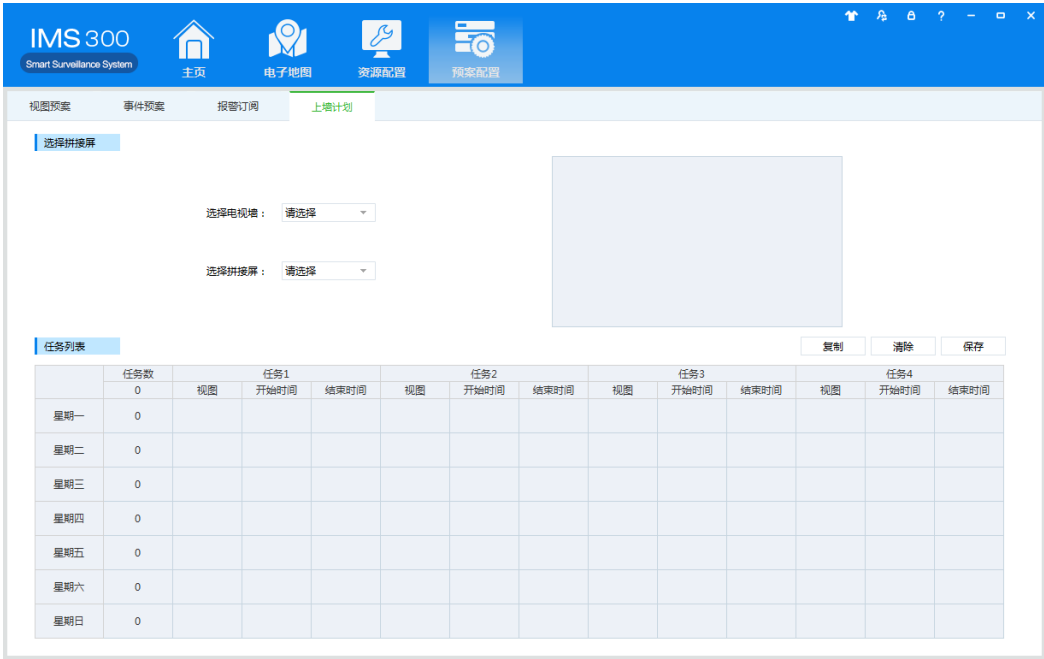 IMS 300
Smart Surveillance System
主页 电子地图 资源配置 预案配置
?
视图预案 事件预案 报警订阅 上墙计划
选择拼接屏
选择电视墙： 请选择
选择拼接屏： 请选择
任务列表 复制 清除 保存
任务数 任务1 任务2 任务3 任务4
0 视图 开始时间 结束时间 视图 开始时间 结束时间 视图 开始时间 结束时间 视图 开始时间 结束时间
星期一 0
星期二 0
星期三 0
星期四 0
星期五 0
星期六 0
星期日 0